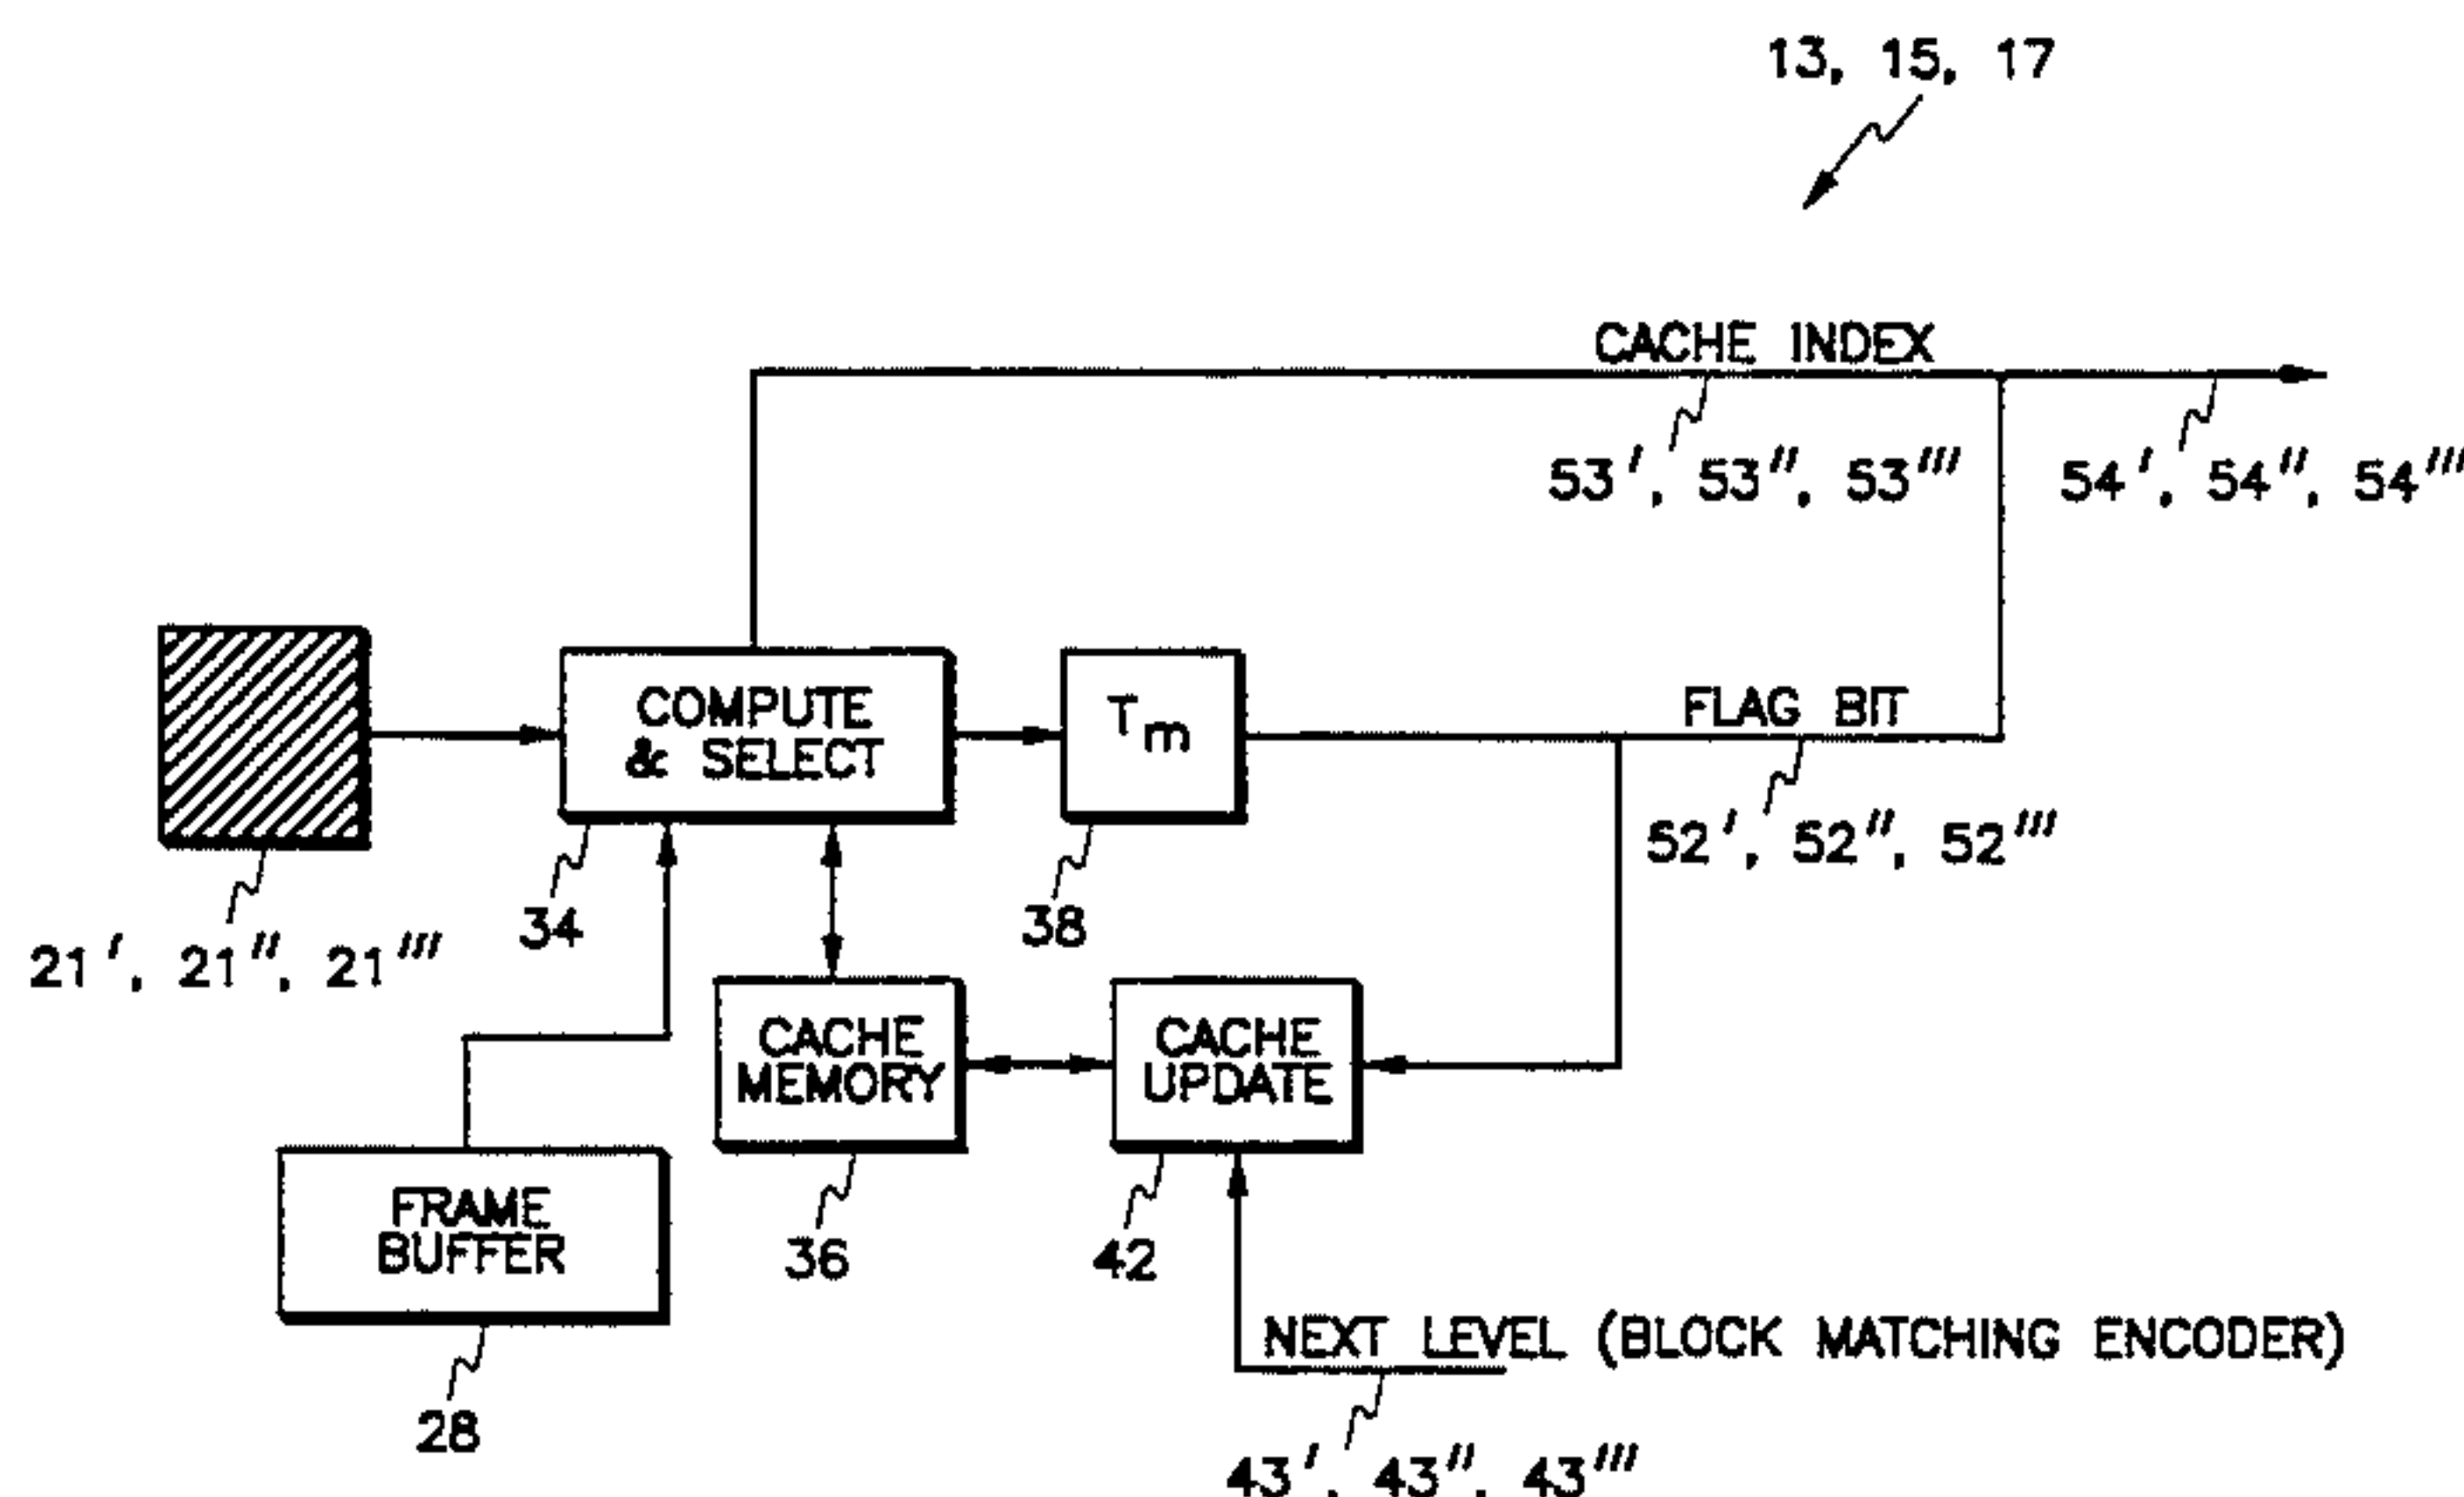 13, 15, 17
CACHE INDEX
53', 53", 53'''
54', 54", 54'''
COMPUTE
& SELECT
Tm
FLAG BIT
52', 52", 52'''
34
38
21', 21", 21'''
CACHE
MEMORY
CACHE
UPDATE
FRAME
BUFFER
36
42
NEXT LEVEL (BLOCK MATCHING ENCODER)
28
43', 43", 43'''